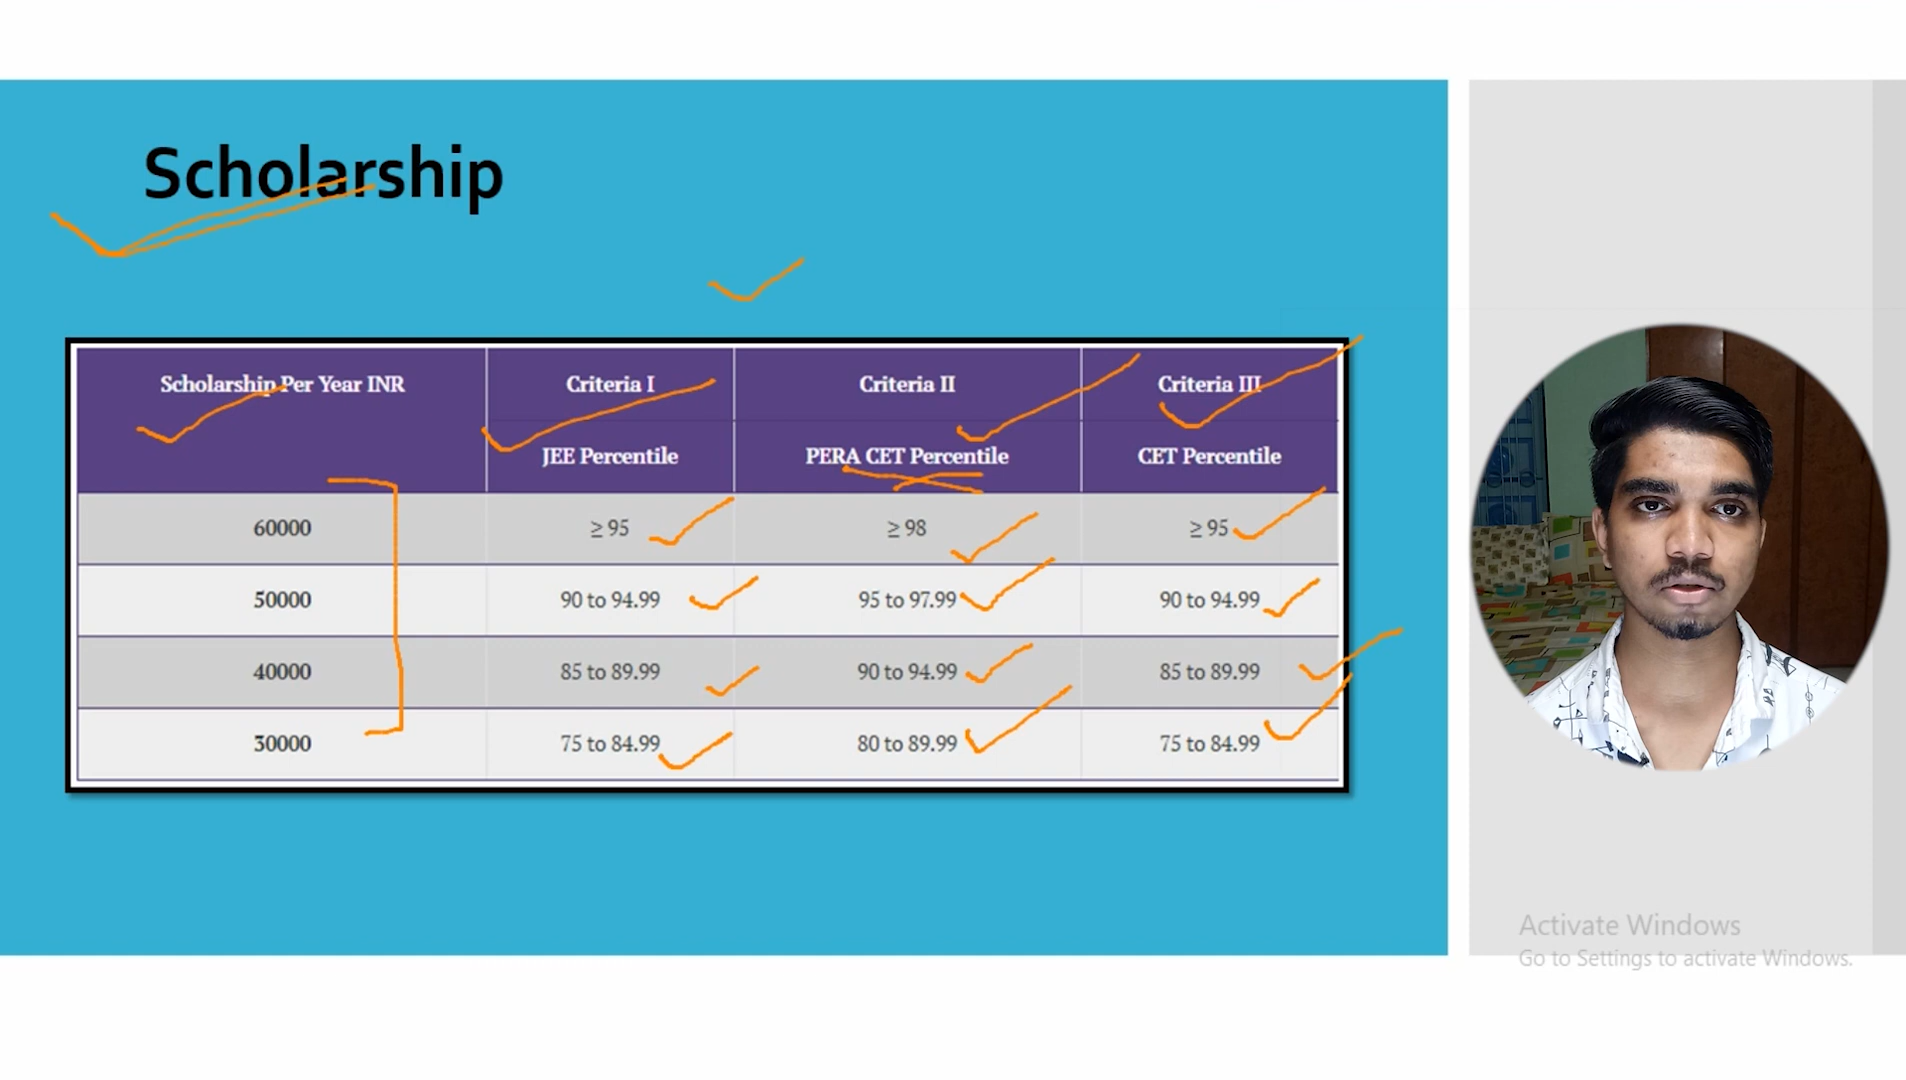 Scholarship
Scholarship Per Year INR Criteria I Criteria II Criteria III
JEE Percentile PERA CET Percentile CET Percentile
60000 ≥ 95 ≥ 98 ≥ 95
50000 90 to 94.99 95 to 97.99 90 to 94.99
40000 85 to 89.99 90 to 94.99 85 to 89.99
30000 75 to 84.99 80 to 89.99 75 to 84.99
Activate Windows
Go to Settings to activate Windows.